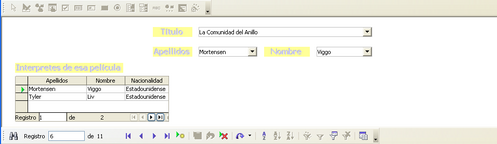 Título La Comunidad del Anillo
Apellidos Mortensen Nombre Viggo
Interpretes de esa película
Apellidos Nombre Nacionalidad
Mortensen Viggo Estadounidense
Tyler Liv Estadounidense
Registro 1 de 2
Registro 6 de 11